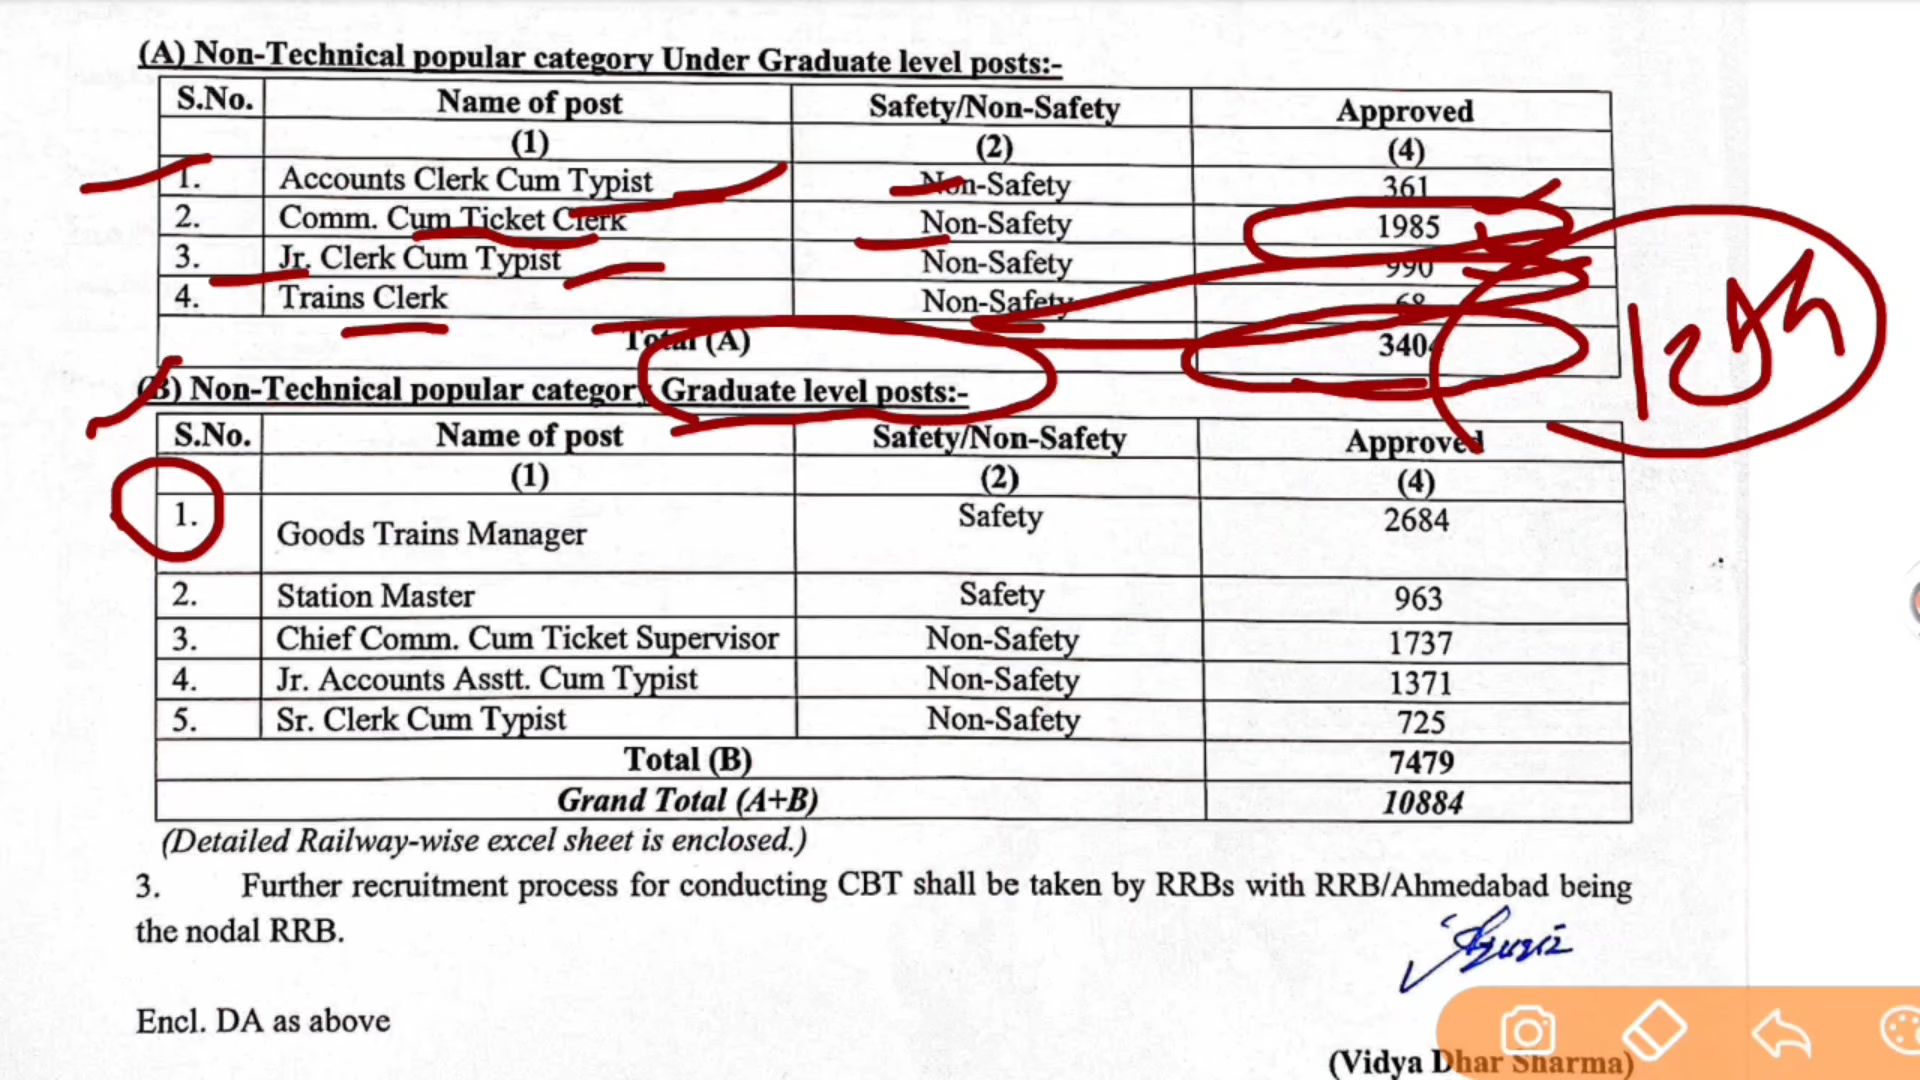 (A) Non-Technical popular category Under Graduate level posts:-
S.No. Name of post Safety/Non-Safety Approved
(1) (2) (4)
1. Accounts Clerk Cum Typist Non-Safety 361
2. Comm. Cum Ticket Clerk Non-Safety 1985
3. Jr. Clerk Cum Typist Non-Safety 990
4. Trains Clerk Non-Safety 68
Total (A) 3404
12th
(B) Non-Technical popular category Graduate level posts:-
S.No. Name of post Safety/Non-Safety Approved
(1) (2) (4)
1. Goods Trains Manager Safety 2684
2. Station Master Safety 963
3. Chief Comm. Cum Ticket Supervisor Non-Safety 1737
4. Jr. Accounts Asstt. Cum Typist Non-Safety 1371
5. Sr. Clerk Cum Typist Non-Safety 725
Total (B) 7479
Grand Total (A+B) 10884
(Detailed Railway-wise excel sheet is enclosed.)
3. Further recruitment process for conducting CBT shall be taken by RRBs with RRB/Ahmedabad being
the nodal RRB.
Encl. DA as above
(Vidya Dhar Sharma)